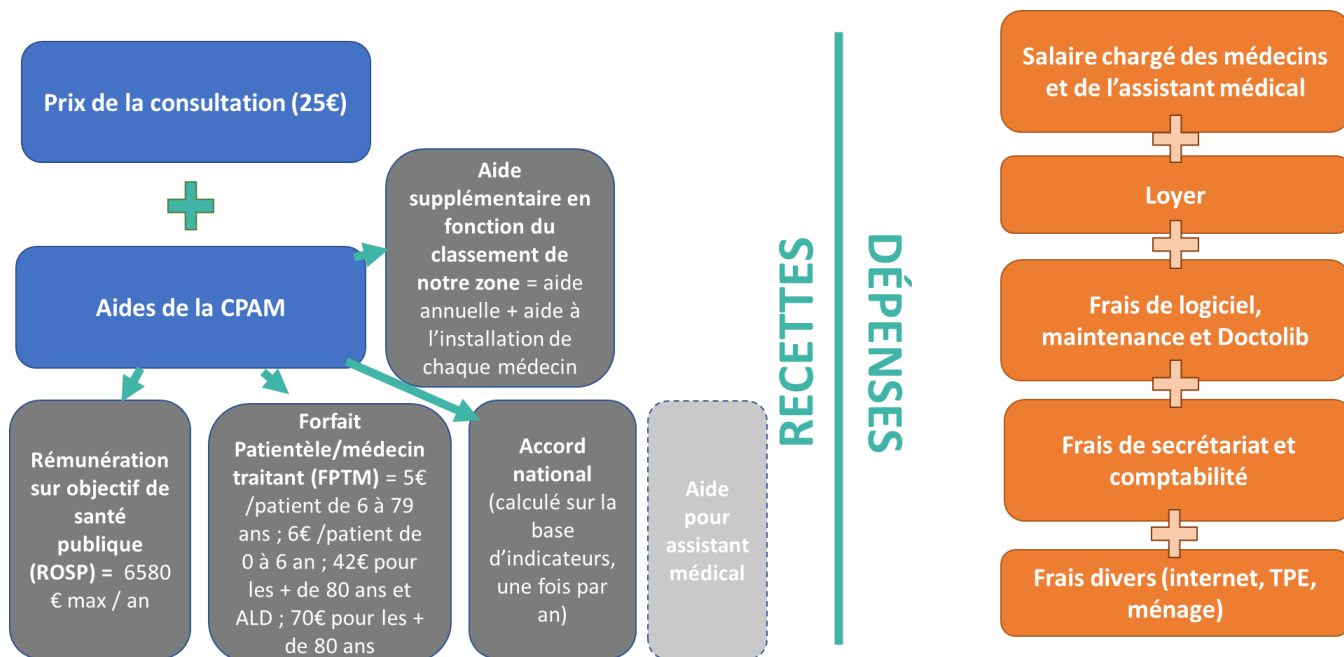 Prix de la consultation (25€)
Aides de la CPAM
Aide
supplémentaire en
fonction du
classement de
notre zone = aide
annuelle + aide à
l’installation de
chaque médecin
Rémunération
sur objectif de
santé
publique
(ROSP) = 6580
€ max / an
Forfait
Patientèle/médecin
traitant (FPTM) = 5€
/patient de 6 à 79
ans ; 6€ /patient de
0 à 6 an ; 42€ pour
les + de 80 ans et
ALD ; 70€ pour les +
de 80 ans
Accord
national
(calculé sur la
base
d’indicateurs,
une fois par
an)
Aide
pour
assistant
médical
RECETTES
DÉPENSES
Salaire chargé des médecins
et de l’assistant médical
Loyer
Frais de logiciel,
maintenance et Doctolib
Frais de secrétariat et
comptabilité
Frais divers (internet, TPE,
ménage)